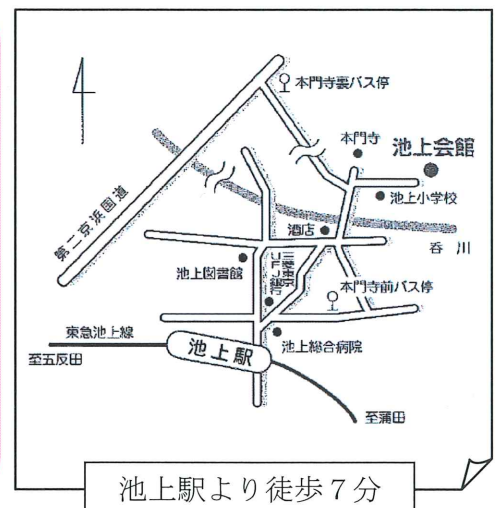 本門寺裏バス停
本門寺
池上会館
池上小学校
第二京浜国道
酒店
呑川
池上図書館
三菱東京
UFJ銀行
本門寺前バス停
東急池上線
池上駅
池上総合病院
至五反田
至蒲田
池上駅より徒歩7分